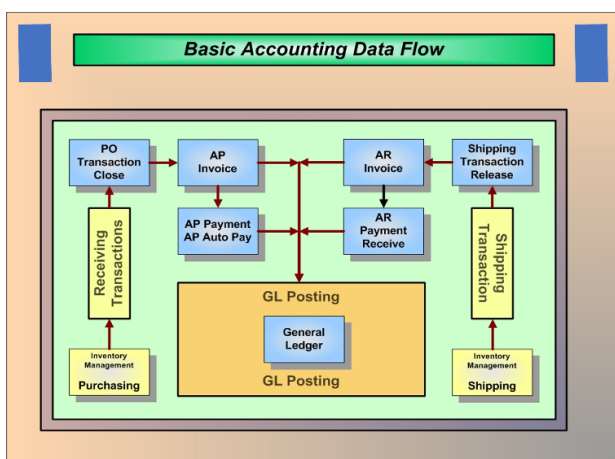 Basic Accounting Data Flow
PO
Transaction
Close
AP
Invoice
AR
Invoice
Shipping
Transaction
Release
AP Payment
AP Auto Pay
AR
Payment
Receive
Receiving
Transactions
Shipping
Transaction
GL Posting
General
Ledger
GL Posting
Inventory
Management
Purchasing
Inventory
Management
Shipping